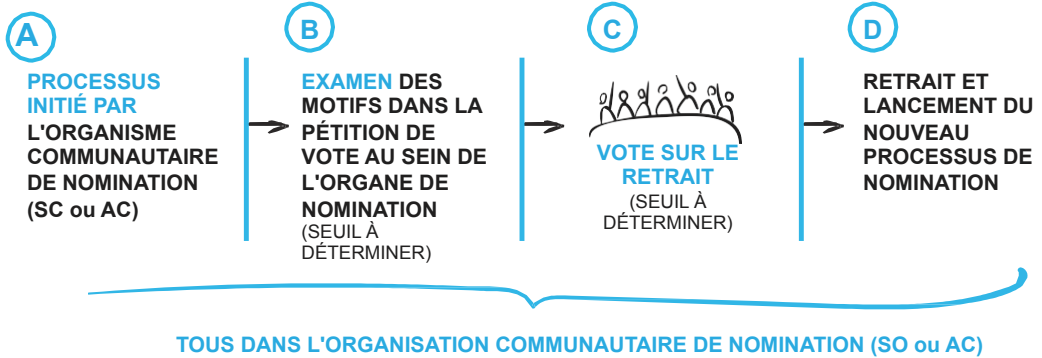 A
PROCESSUS
INITIÉ PAR
L'ORGANISME
COMMUNAUTAIRE
DE NOMINATION
(SC ou AC)
B
EXAMEN DES
MOTIFS DANS LA
PÉTITION DE
VOTE AU SEIN DE
L'ORGANE DE
NOMINATION
(SEUIL À
DÉTERMINER)
C
VOTE SUR LE
RETRAIT
(SEUIL À
DÉTERMINER)
D
RETRAIT ET
LANCEMENT DU
NOUVEAU
PROCESSUS DE
NOMINATION
TOUS DANS L'ORGANISATION COMMUNAUTAIRE DE NOMINATION (SO ou AC)